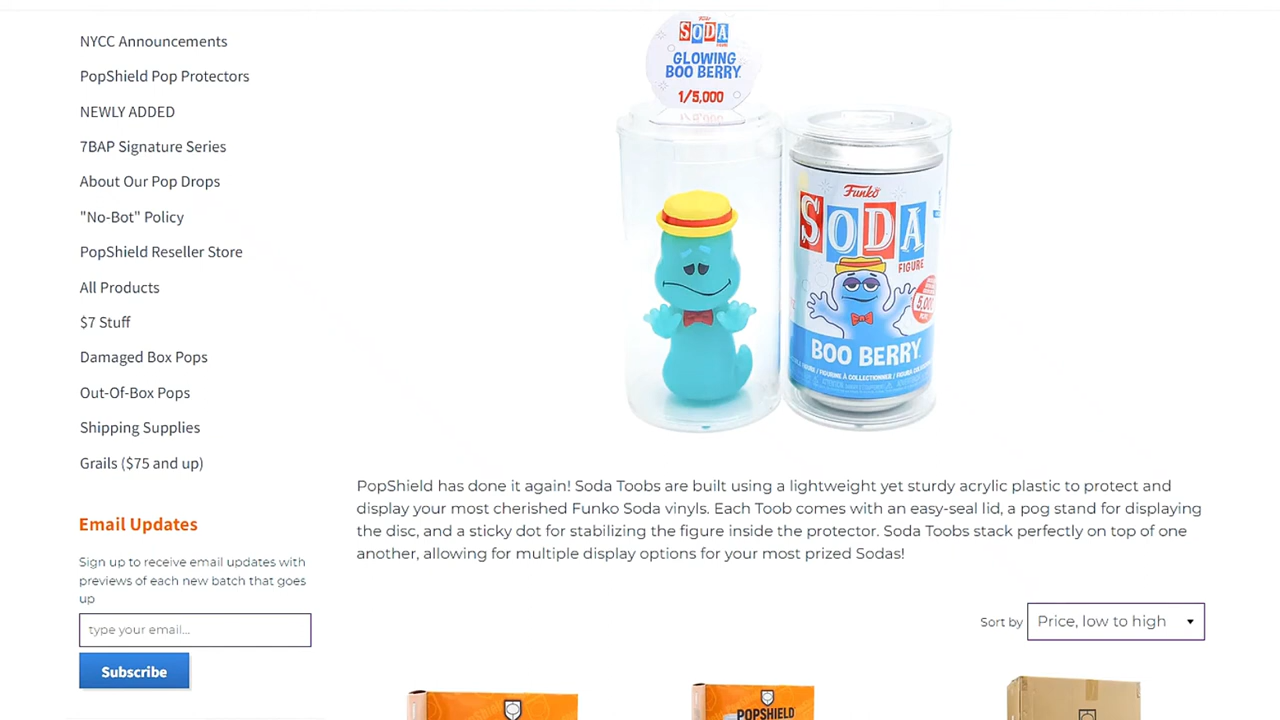 NYCC Announcements
PopShield Pop Protectors
NEWLY ADDED
7BAP Signature Series
About Our Pop Drops
"No-Bot" Policy
PopShield Reseller Store
All Products
$7 Stuff
Damaged Box Pops
Out-Of-Box Pops
Shipping Supplies
Grails ($75 and up)
Email Updates
Sign up to receive email updates with
previews of each new batch that goes
up
type your email...
Subscribe
Funko
SODA
FIGURE
GLOWING
BOO BERRY
1/5,000
Funko
SODA
FIGURE
BOO BERRY
PopShield has done it again! Soda Toobs are built using a lightweight yet sturdy acrylic plastic to protect and
display your most cherished Funko Soda vinyls. Each Toob comes with an easy-seal lid, a pog stand for displaying
the disc, and a sticky dot for stabilizing the figure inside the protector. Soda Toobs stack perfectly on top of one
another, allowing for multiple display options for your most prized Sodas!
Sort by Price, low to high
POPSHIELD